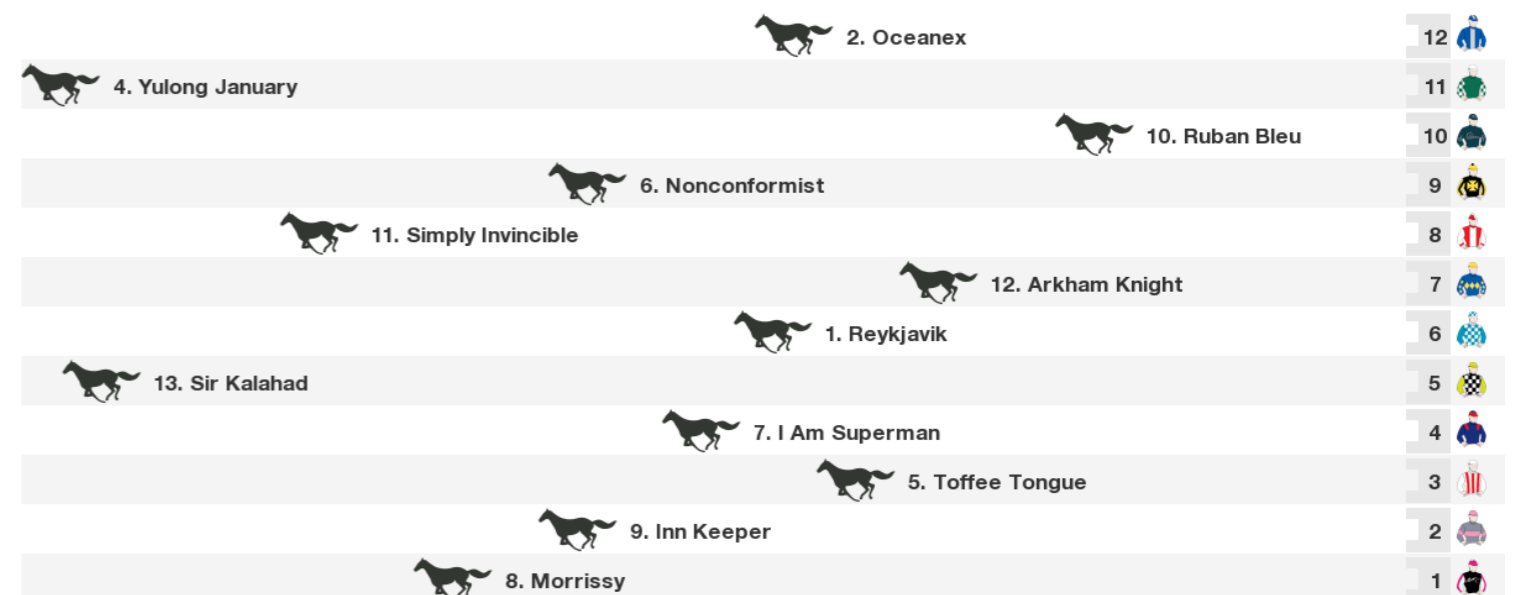 2. Oceanex 12
4. Yulong January 11
10. Ruban Bleu 10
6. Nonconformist 9
11. Simply Invincible 8
12. Arkham Knight 7
1. Reykjavik 6
13. Sir Kalahad 5
7. I Am Superman 4
5. Toffee Tongue 3
9. Inn Keeper 2
8. Morrissy 1